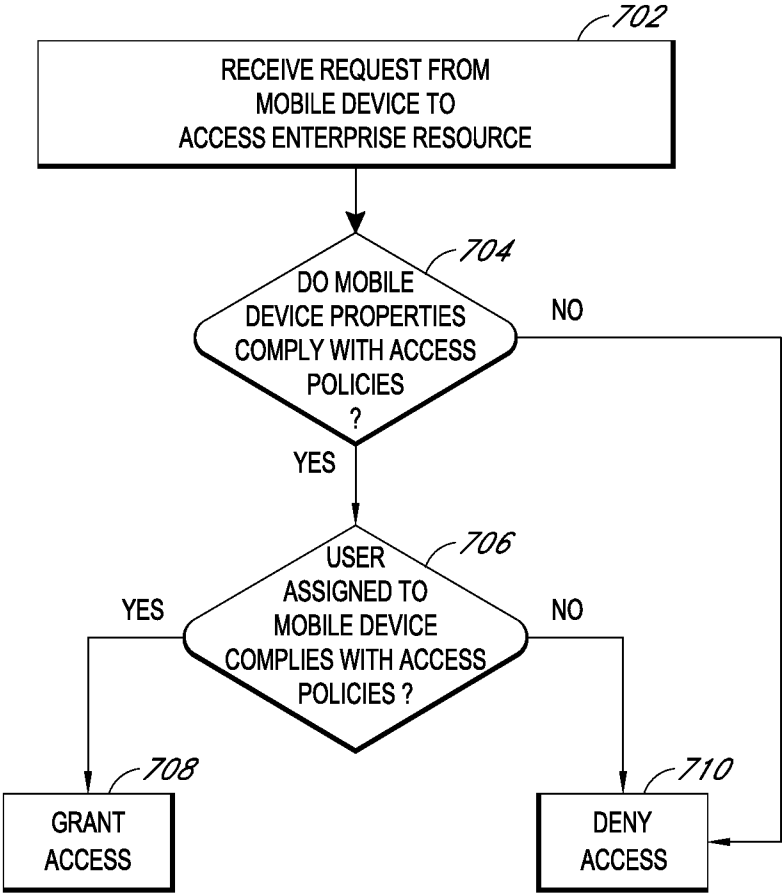 702
RECEIVE REQUEST FROM
MOBILE DEVICE TO
ACCESS ENTERPRISE RESOURCE
704
DO MOBILE
DEVICE PROPERTIES
COMPLY WITH ACCESS
POLICIES
?
NO
YES
706
USER
ASSIGNED TO
MOBILE DEVICE
COMPLIES WITH ACCESS
POLICIES ?
YES
NO
708
GRANT
ACCESS
710
DENY
ACCESS